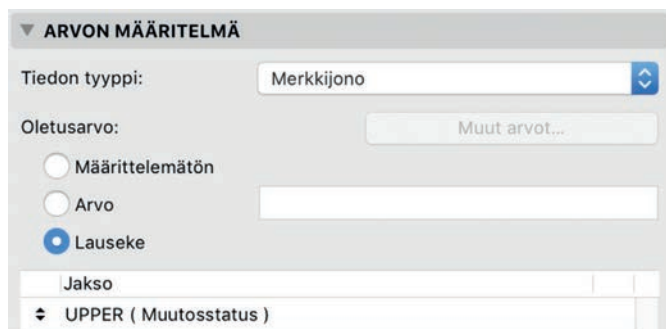 ARVON MÄÄRITELMÄ
Tiedon tyyppi: Merkkijono
Oletusarvo: Muut arvot...
Määrittelemätön
Arvo
Lauseke
Jakso
UPPER ( Muutosstatus )